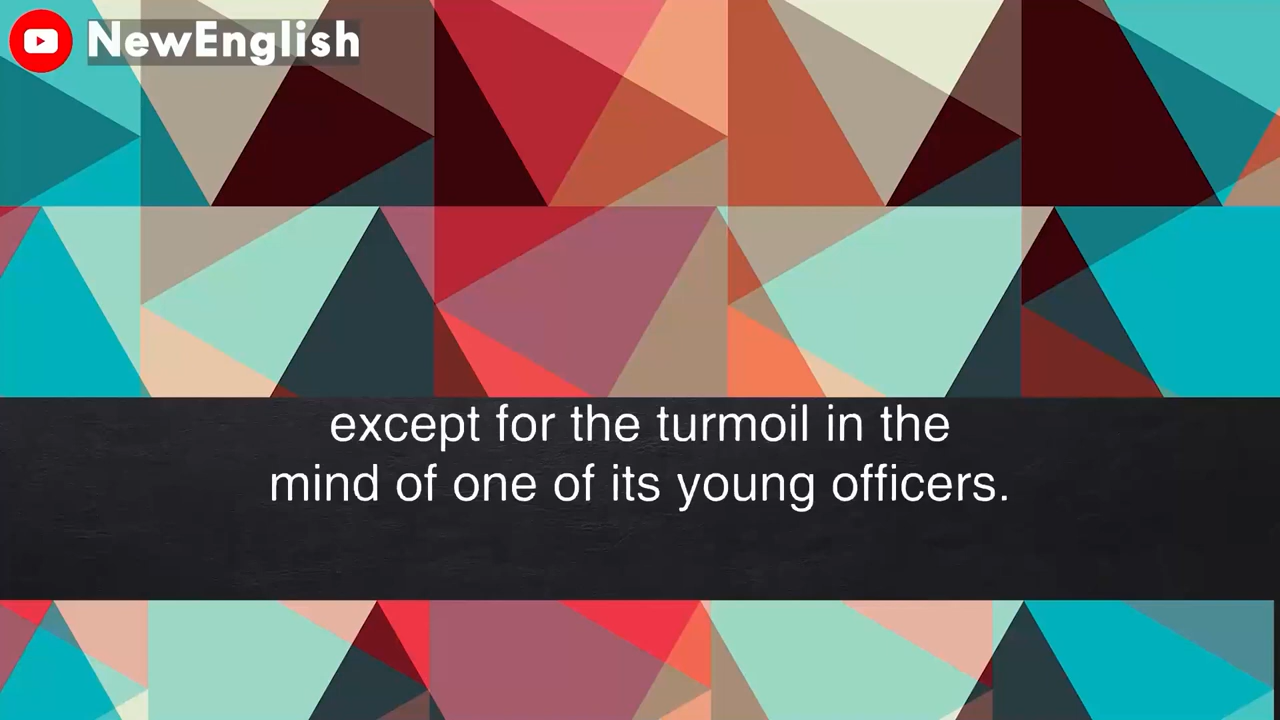 NewEnglish
except for the turmoil in the
mind of one of its young officers.